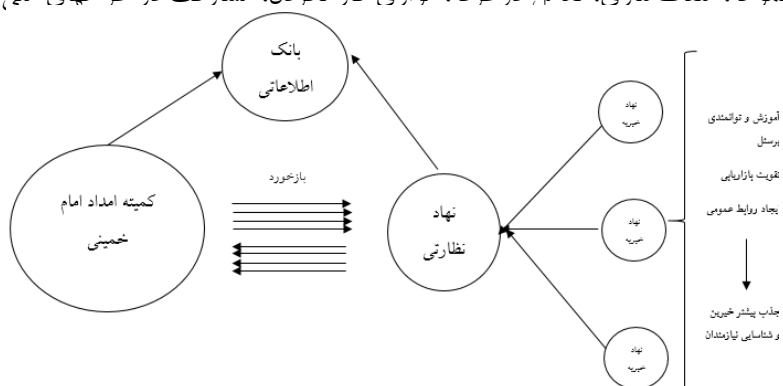 بانک
اطلاعاتی
کمیته امداد امام
خمینی
بازخورد
نهاد
نظارتی
نهاد
خیریه
نهاد
خیریه
نهاد
خیریه
آموزش و توانمندی
پرسنل
تقویت بازاریابی
ایجاد روابط عمومی
جذب بیشتر خیرین
و شناسایی نیازمندان